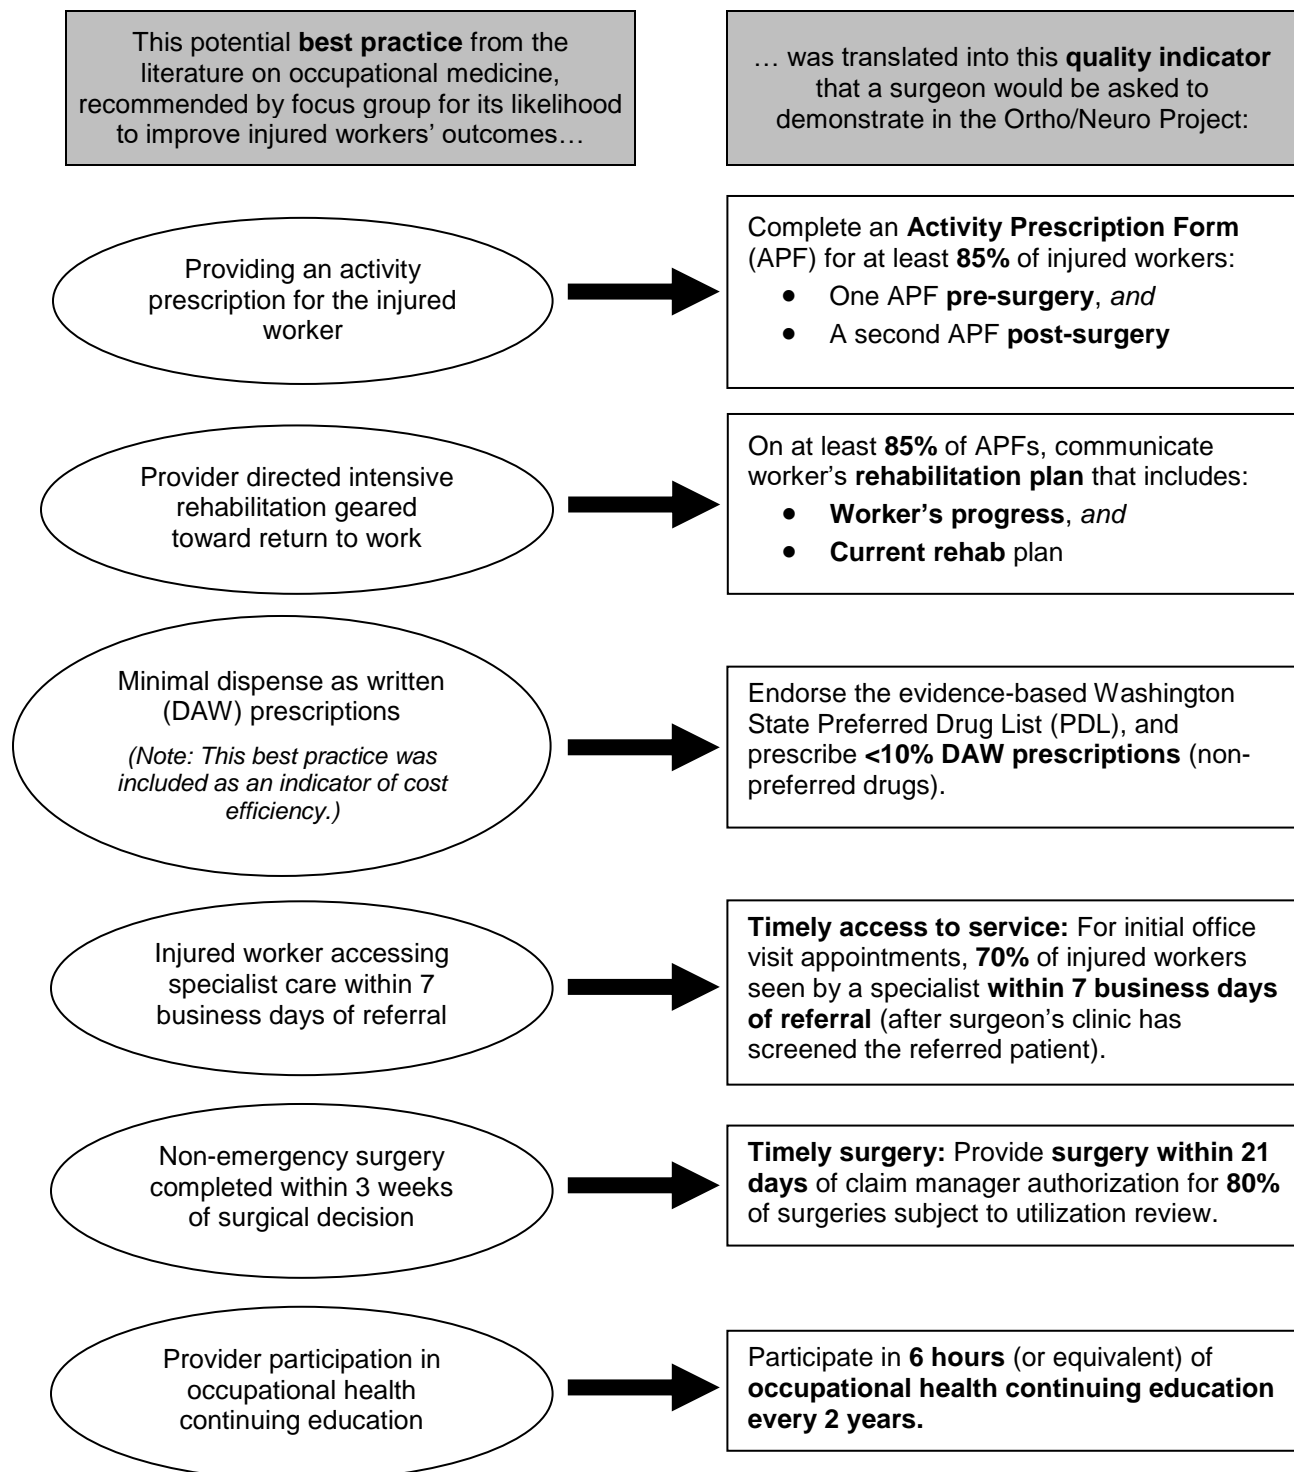 This potential best practice from the
literature on occupational medicine,
recommended by focus group for its likelihood
to improve injured workers’ outcomes…
… was translated into this quality indicator
that a surgeon would be asked to
demonstrate in the Ortho/Neuro Project:
Providing an activity
prescription for the injured
worker
Complete an Activity Prescription Form
(APF) for at least 85% of injured workers:
• One APF pre-surgery, and
• A second APF post-surgery
Provider directed intensive
rehabilitation geared
toward return to work
On at least 85% of APFs, communicate
worker’s rehabilitation plan that includes:
• Worker’s progress, and
• Current rehab plan
Minimal dispense as written
(DAW) prescriptions
(Note: This best practice was
included as an indicator of cost
efficiency.)
Endorse the evidence-based Washington
State Preferred Drug List (PDL), and
prescribe <10% DAW prescriptions (non-
preferred drugs).
Injured worker accessing
specialist care within 7
business days of referral
Timely access to service: For initial office
visit appointments, 70% of injured workers
seen by a specialist within 7 business days
of referral (after surgeon’s clinic has
screened the referred patient).
Non-emergency surgery
completed within 3 weeks
of surgical decision
Timely surgery: Provide surgery within 21
days of claim manager authorization for 80%
of surgeries subject to utilization review.
Provider participation in
occupational health
continuing education
Participate in 6 hours (or equivalent) of
occupational health continuing education
every 2 years.